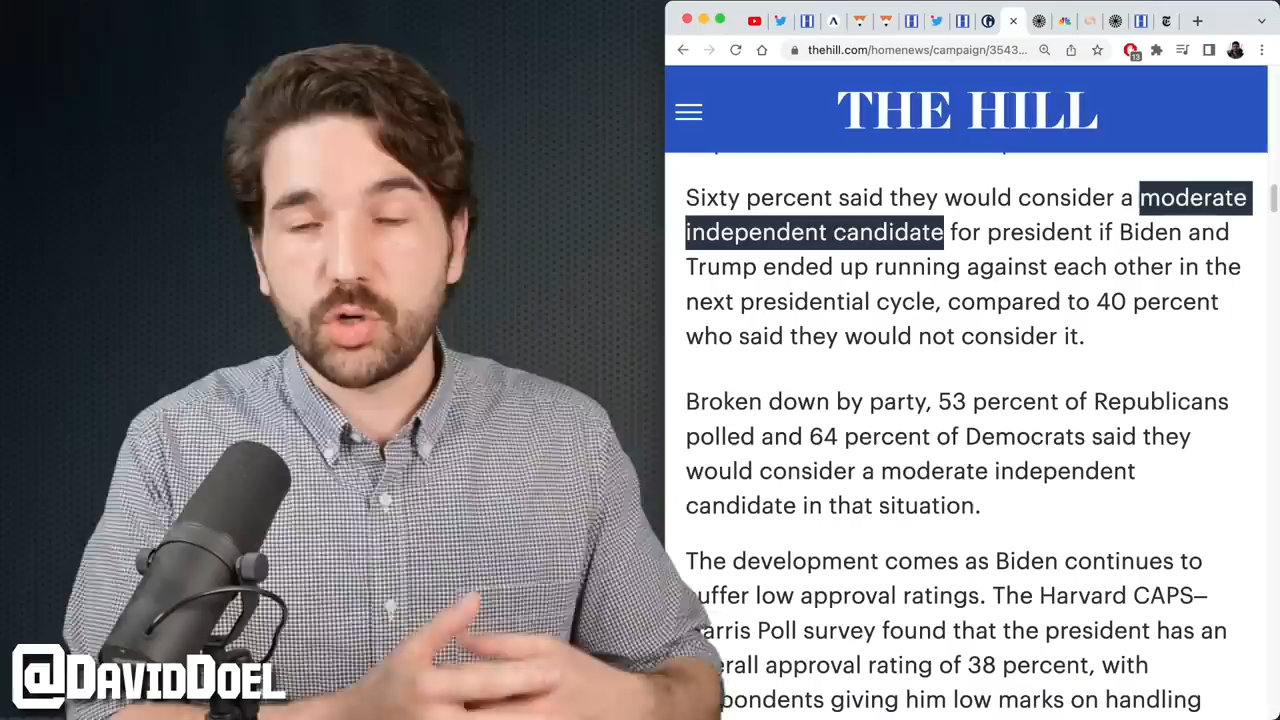 thehill.com/homenews/campaign/3543...
13
THE HILL
Sixty percent said they would consider a moderate
independent candidate for president if Biden and
Trump ended up running against each other in the
next presidential cycle, compared to 40 percent
who said they would not consider it.
Broken down by party, 53 percent of Republicans
polled and 64 percent of Democrats said they
would consider a moderate independent
candidate in that situation.
The development comes as Biden continues to
uffer low approval ratings. The Harvard CAPS–
arris Poll survey found that the president has an
erall approval rating of 38 percent, with
pondents giving him low marks on handling
@DAVIDDOEL